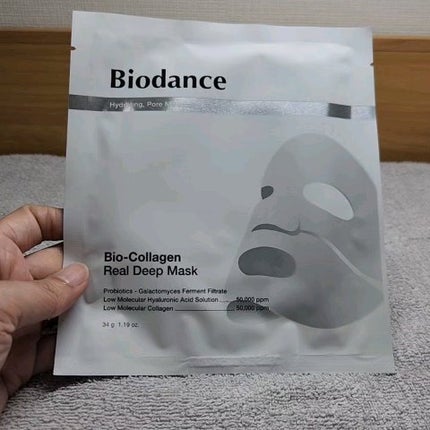 Biodance
Hydrating, Pore
Bio-Collagen
Real Deep Mask
Probiotics - Galactomyces Ferment Filtrate
Low Molecular Hyaluronic Acid Solution .... 50,000 ppm
Low Molecular Collagen .................... 50,000 ppm
34 g 1.19 oz.